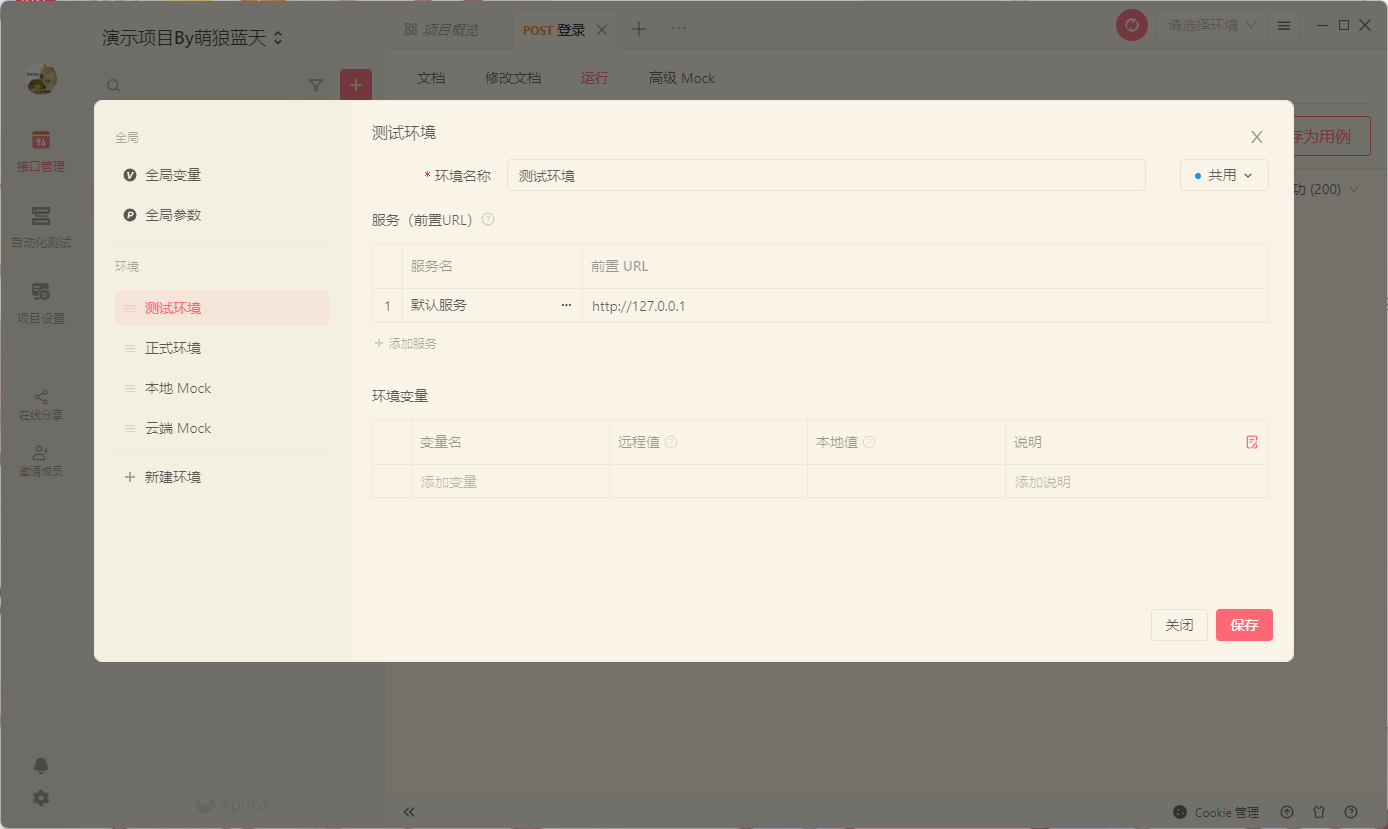 演示项目By萌狼蓝天
项目概览
POST 登录
请选择环境
文档 修改文档 运行 高级 Mock
接口管理
自动化测试
项目设置
在线分享
邀请成员
存为用例
功 (200)
全局
全局变量
全局参数
环境
测试环境
正式环境
本地 Mock
云端 Mock
+ 新建环境
测试环境
* 环境名称 测试环境 共用
服务（前置URL）
服务名 前置 URL
1 默认服务 ··· http://127.0.0.1
+ 添加服务
环境变量
变量名 远程值 本地值 说明
添加变量 添加说明
关闭 保存
Apifox
Cookie 管理